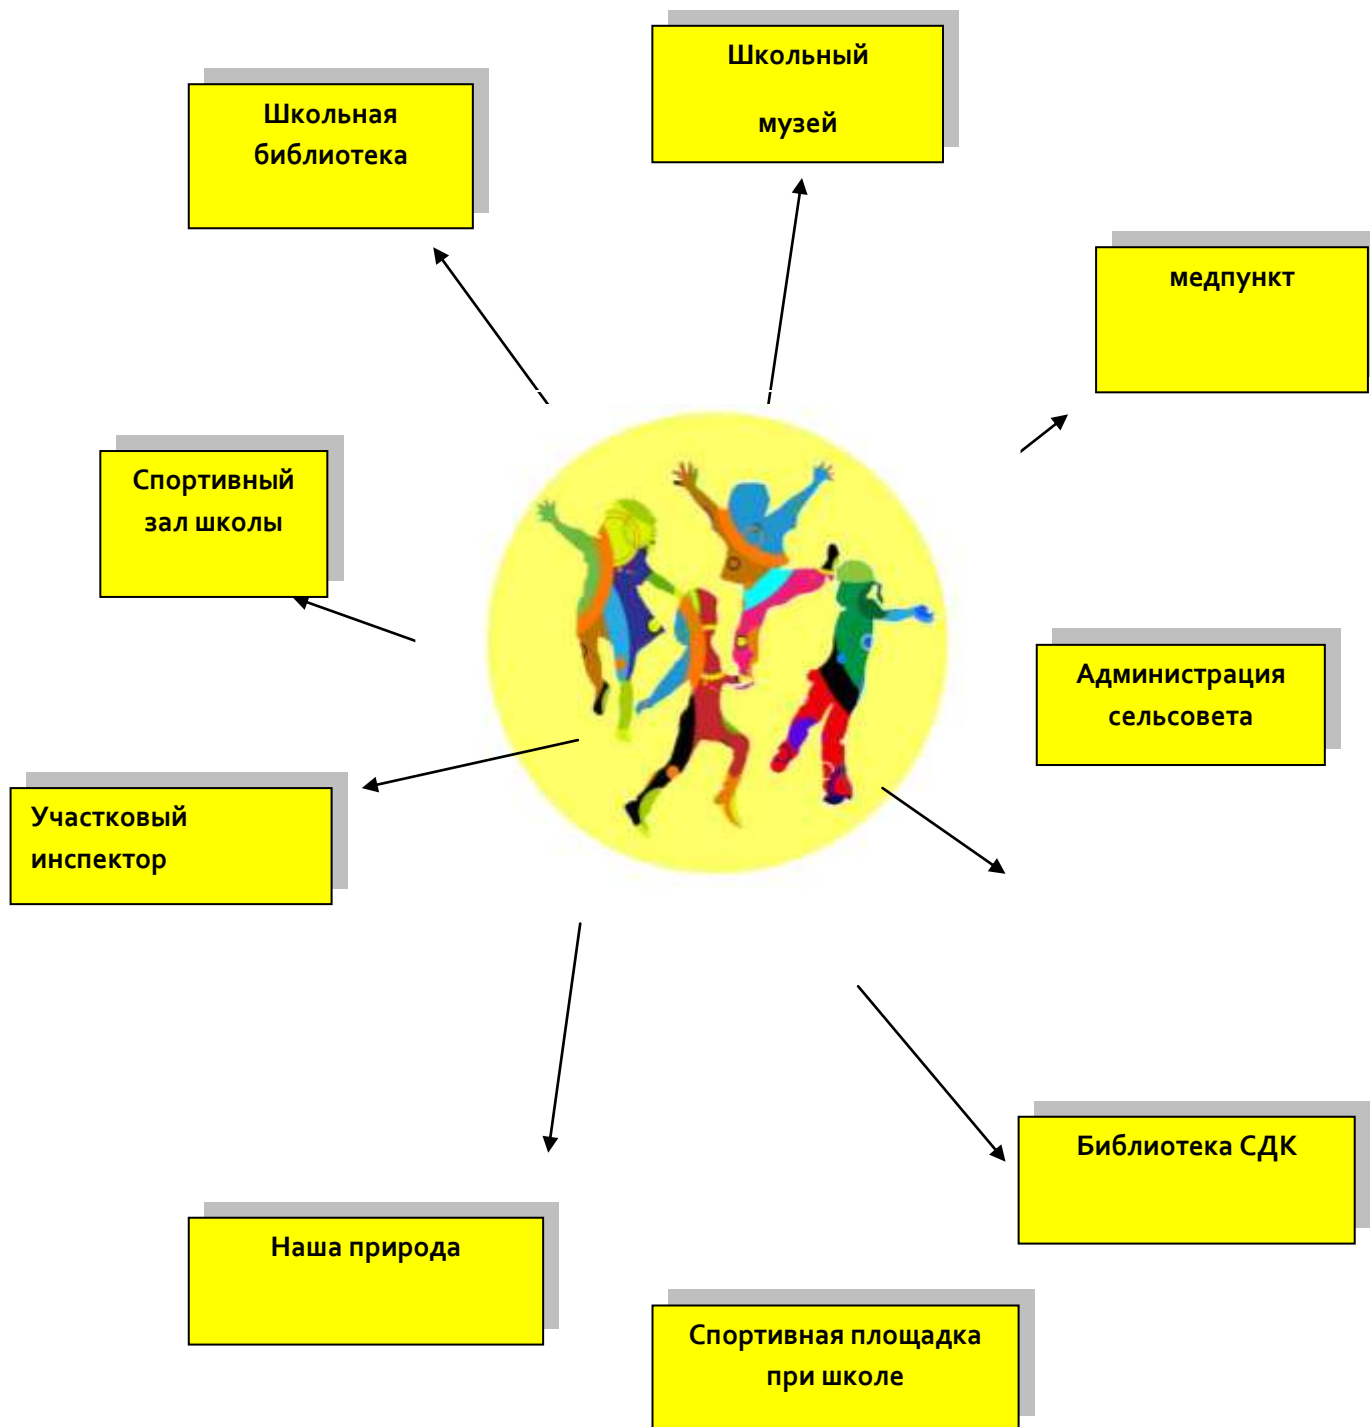 Школьный
музей
Школьная
библиотека
медпункт
Спортивный
зал школы
Администрация
сельсовета
Участковый
инспектор
Библиотека СДК
Наша природа
Спортивная площадка
при школе